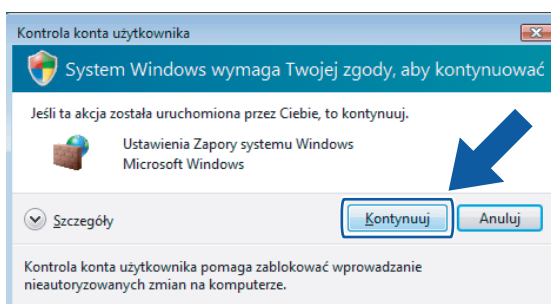 Kontrola konta użytkownika
System Windows wymaga Twojej zgody, aby kontynuować
Jeśli ta akcja została uruchomiona przez Ciebie, to kontynuuj.
Ustawienia Zapory systemu Windows
Microsoft Windows
Szczegóły
Kontynuuj
Anuluj
Kontrola konta użytkownika pomaga zablokować wprowadzanie
nieautoryzowanych zmian na komputerze.